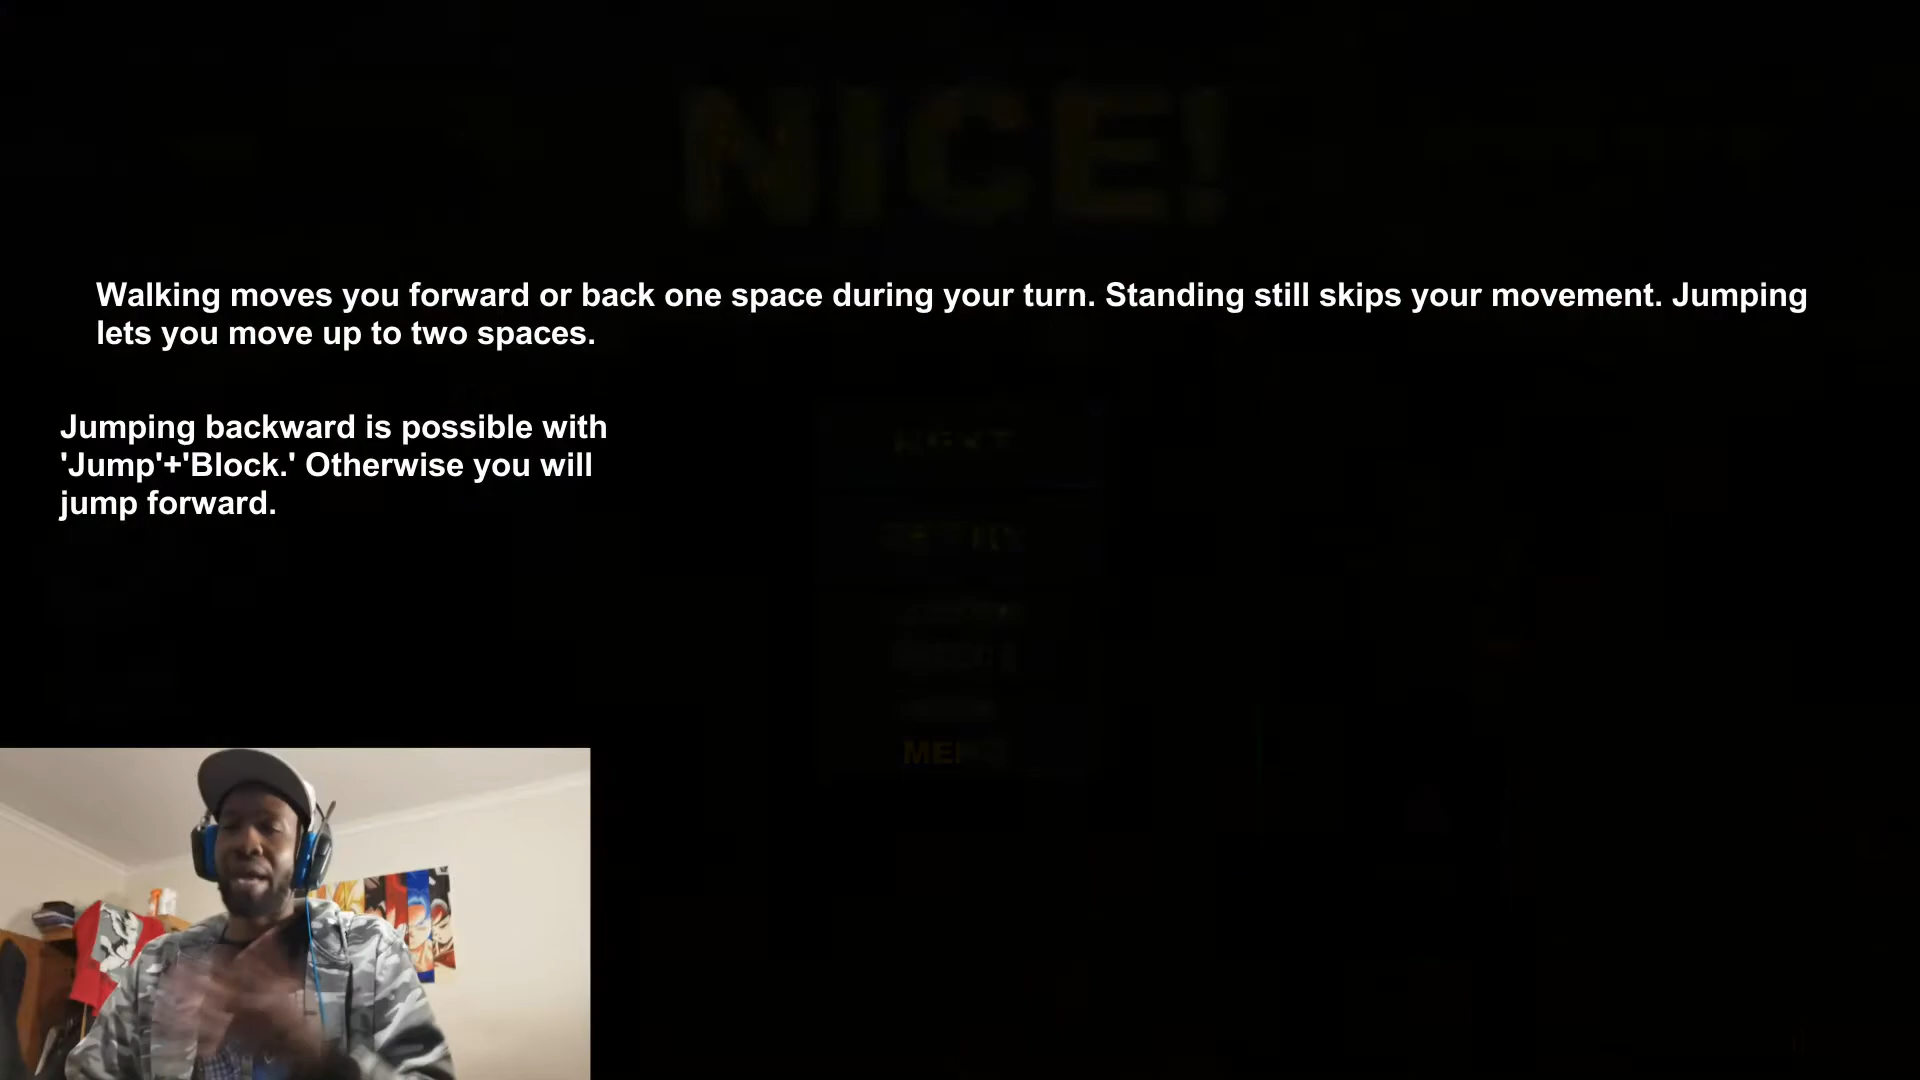 NICE!
Walking moves you forward or back one space during your turn. Standing still skips your movement. Jumping
lets you move up to two spaces.
Jumping backward is possible with
'Jump'+'Block.' Otherwise you will
jump forward.